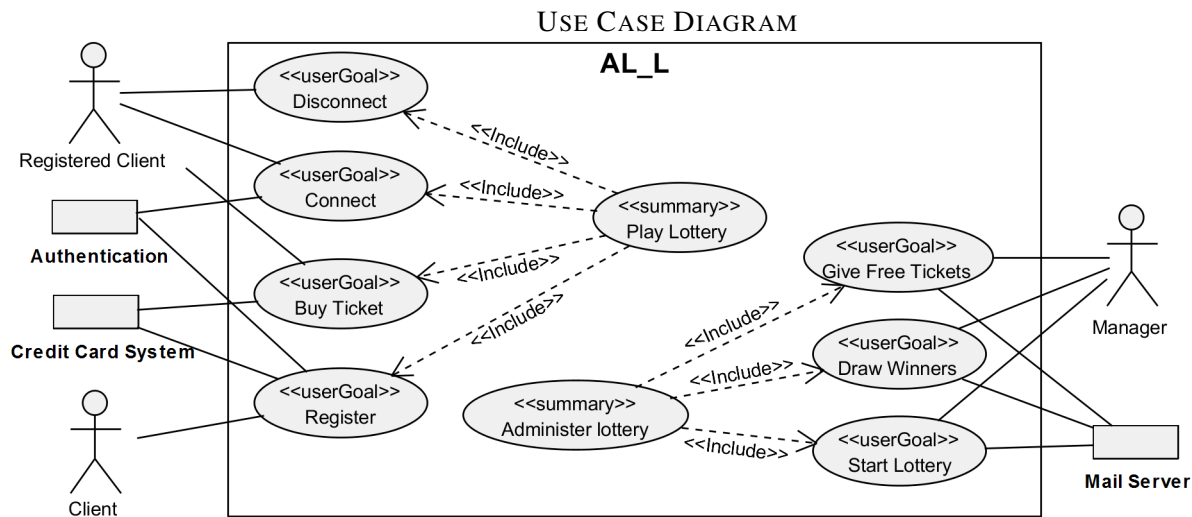 USE CASE DIAGRAM
AL_L
<<userGoal>>
Disconnect
<<Include>>
Registered Client
<<userGoal>>
Connect
<<Include>>
<<summary>>
Play Lottery
Authentication
<<userGoal>>
Buy Ticket
<<Include>>
<<userGoal>>
Give Free Tickets
Credit Card System
<<Include>>
<<Include>>
Manager
<<userGoal>>
Draw Winners
<<userGoal>>
Register
<<Include>>
<<summary>>
Administer lottery
<<Include>>
<<userGoal>>
Start Lottery
Mail Server
Client